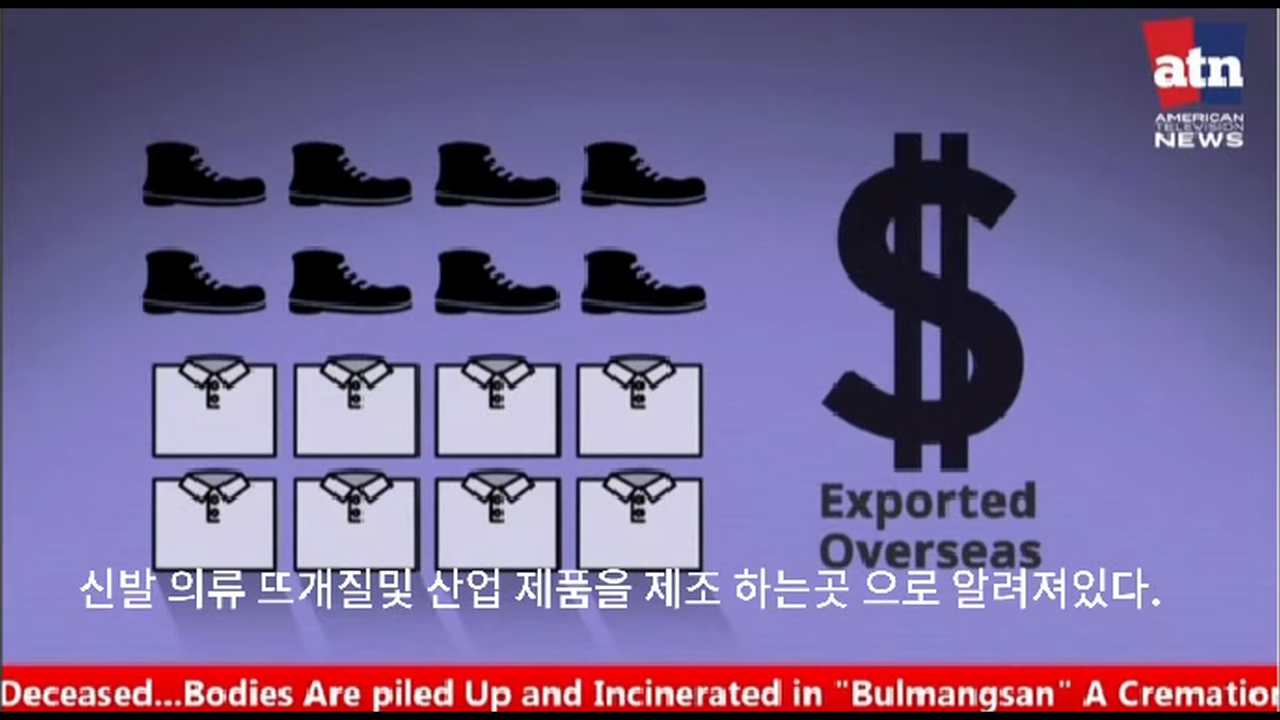 atn
AMERICAN
TELEVISION
NEWS
Exported
Overseas
신발 의류 뜨개질및 산업 제품을 제조 하는곳 으로 알려져있다.
Deceased...Bodies Are piled Up and Incinerated in "Bulmangsan" A Cremation